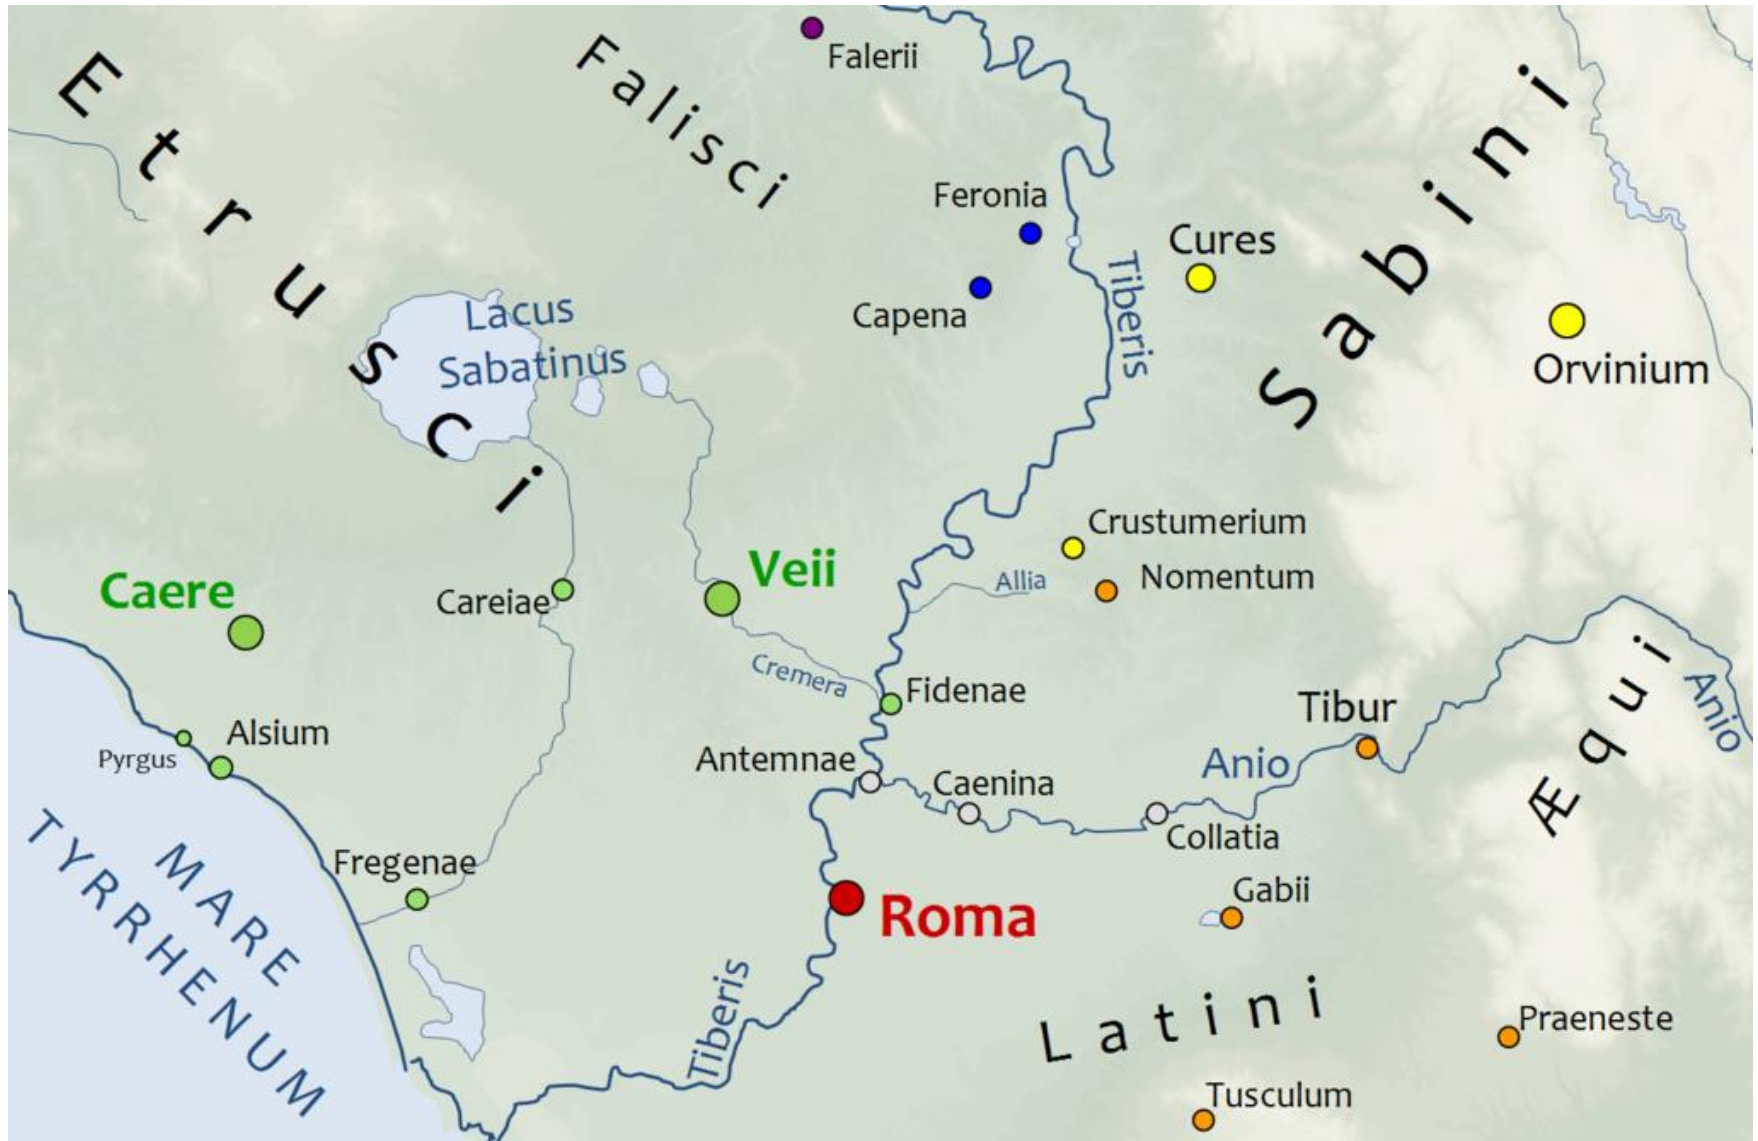 Etrusci
Falisci
Falerii
Sabini
Feronia
Cures
Capena
Tiberis
Lacus
Sabatinus
Orvinium
Crustumerium
Veii
Allia
Nomentum
Caere
Careiae
Cremera
Fidenae
Æqui
Anio
Tibur
Alsium
Pyrgus
Antemnae
Anio
Caenina
Collatia
MARE
TYRRHENUM
Fregenae
Gabii
Roma
Tiberis
Latini
Praeneste
Tusculum